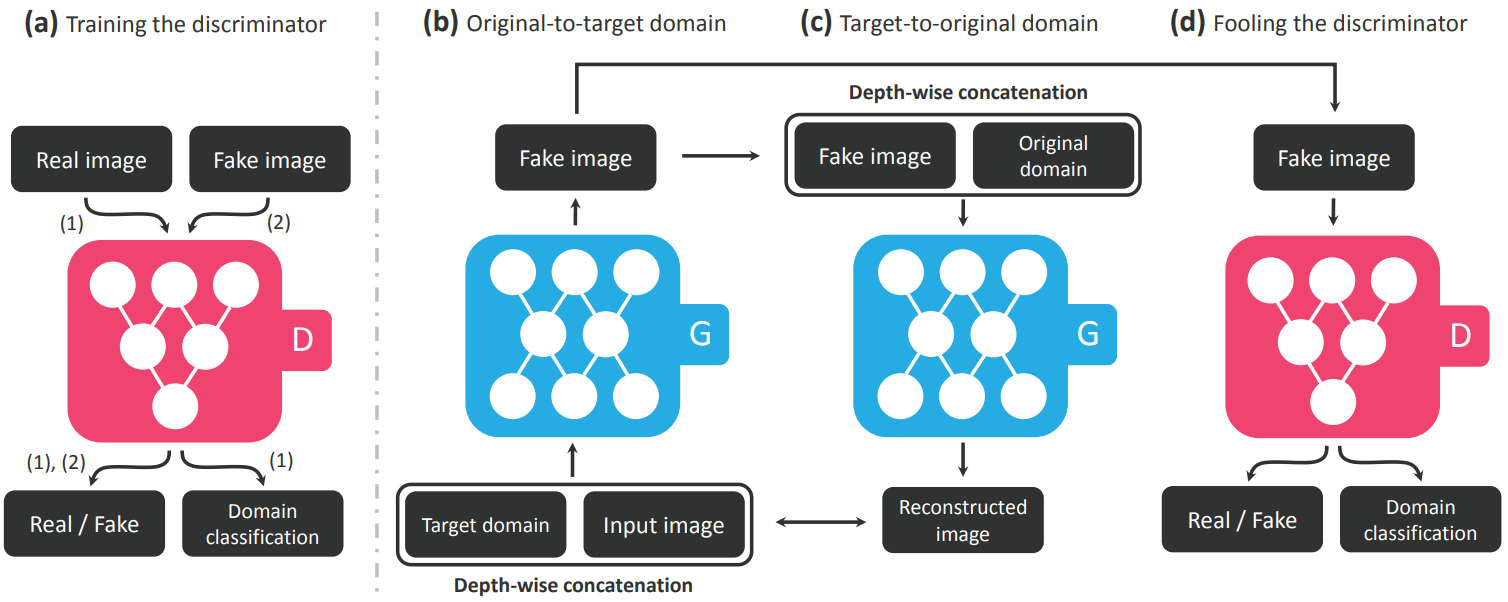 (a) Training the discriminator
Real image
Fake image
(1)
(2)
D
(1), (2)
(1)
Real / Fake
Domain
classification
(b) Original-to-target domain
Fake image
G
Target domain
Input image
Depth-wise concatenation
(c) Target-to-original domain
Depth-wise concatenation
Fake image
Original
domain
G
Reconstructed
image
(d) Fooling the discriminator
Fake image
D
Real / Fake
Domain
classification